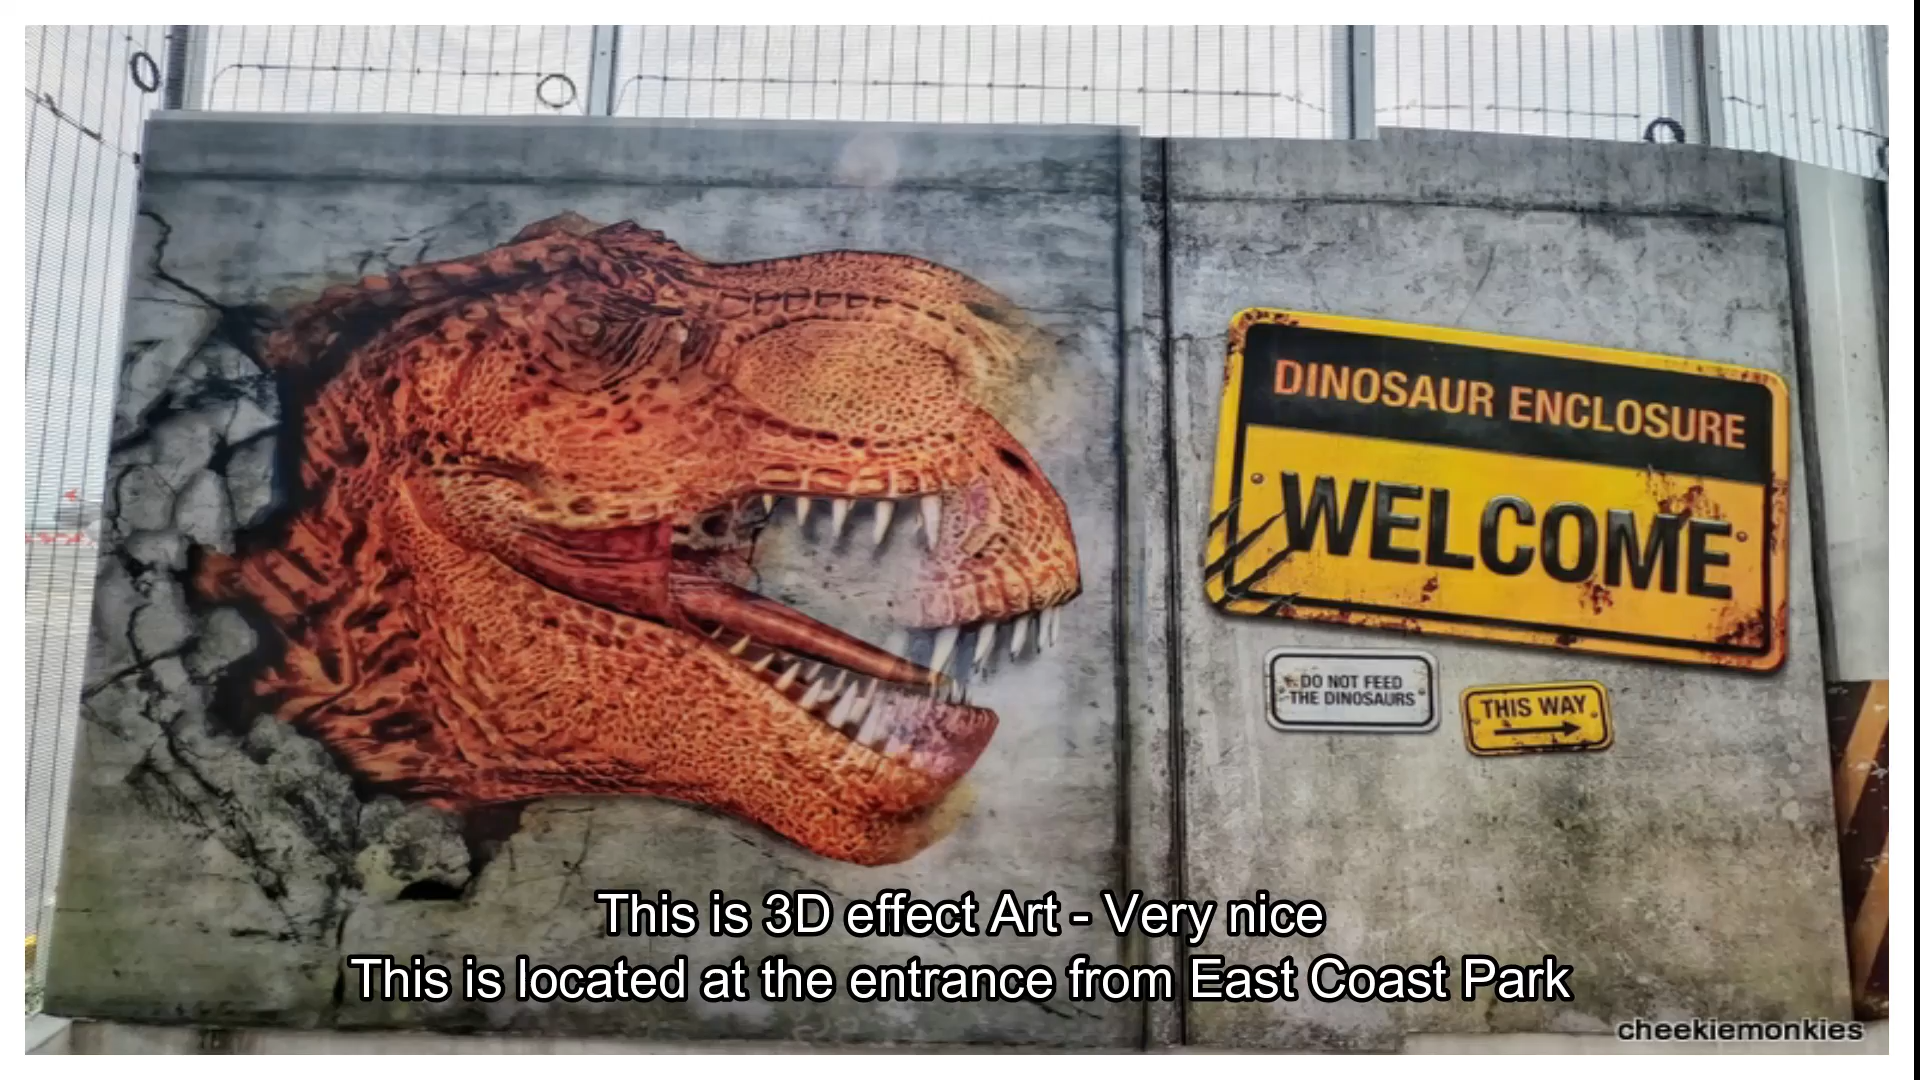 DINOSAUR ENCLOSURE
WELCOME
DO NOT FEED
THE DINOSAURS
THIS WAY
This is 3D effect Art - Very nice
This is located at the entrance from East Coast Park
cheekiemonkies